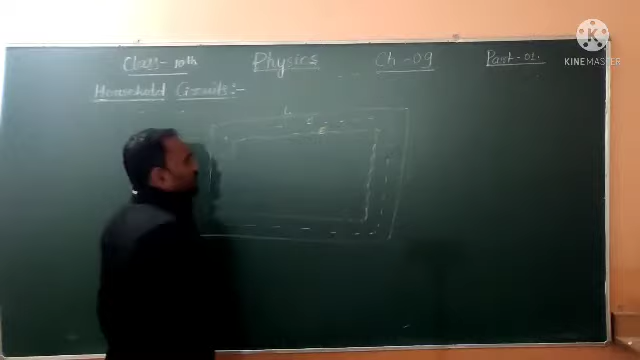 Class - 10th Physics Ch - 09 Part - 01.
Household Circuits :-
L
E
KINEMASTER